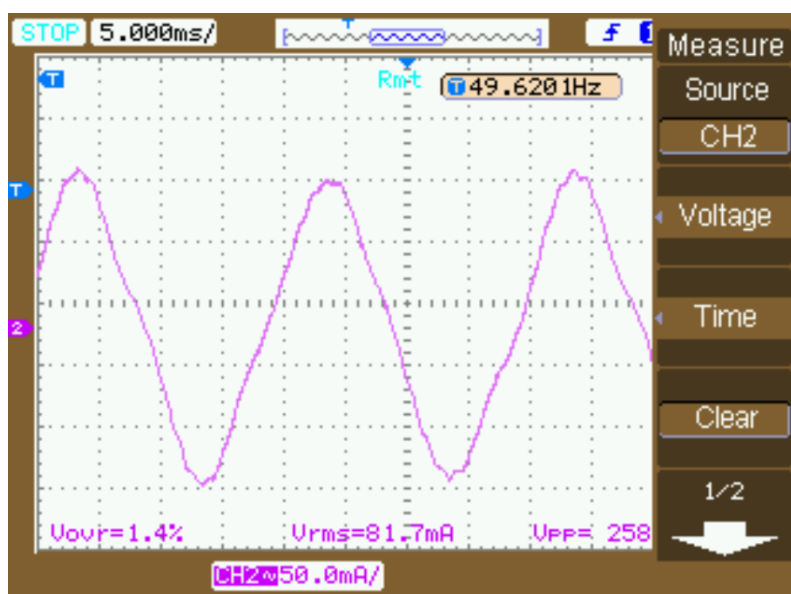 STOP 5.000ms/
T
Rmt T 49.6201Hz
T
2
Vovr=1.4% Vrms=81.7mA Vpp= 258
CH2~50.0mA/
Measure
Source
CH2
Voltage
Time
Clear
1/2